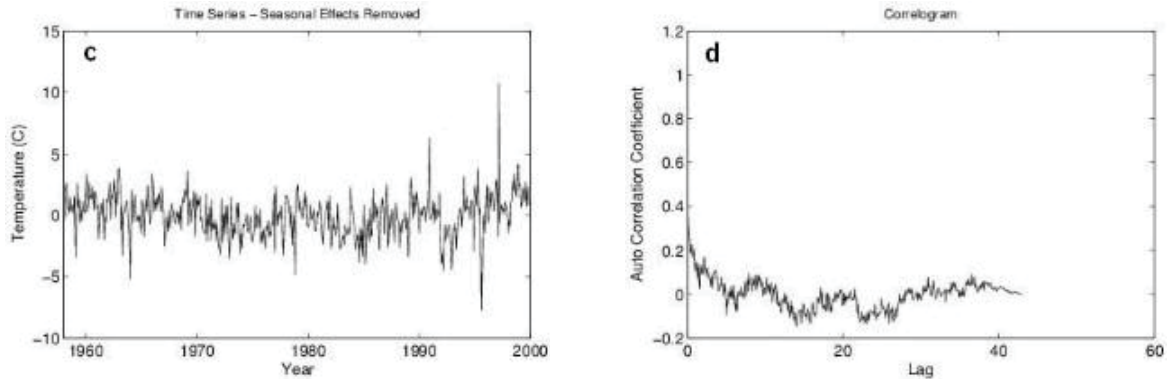 Time Series – Seasonal Effects Removed
c
15
10
5
0
−5
−10
Temperature (C)
1960
1970
1980
1990
2000
Year
Correlogram
d
1.2
1
0.8
0.6
0.4
0.2
0
−0.2
Auto Correlation Coefficient
0
20
40
60
Lag